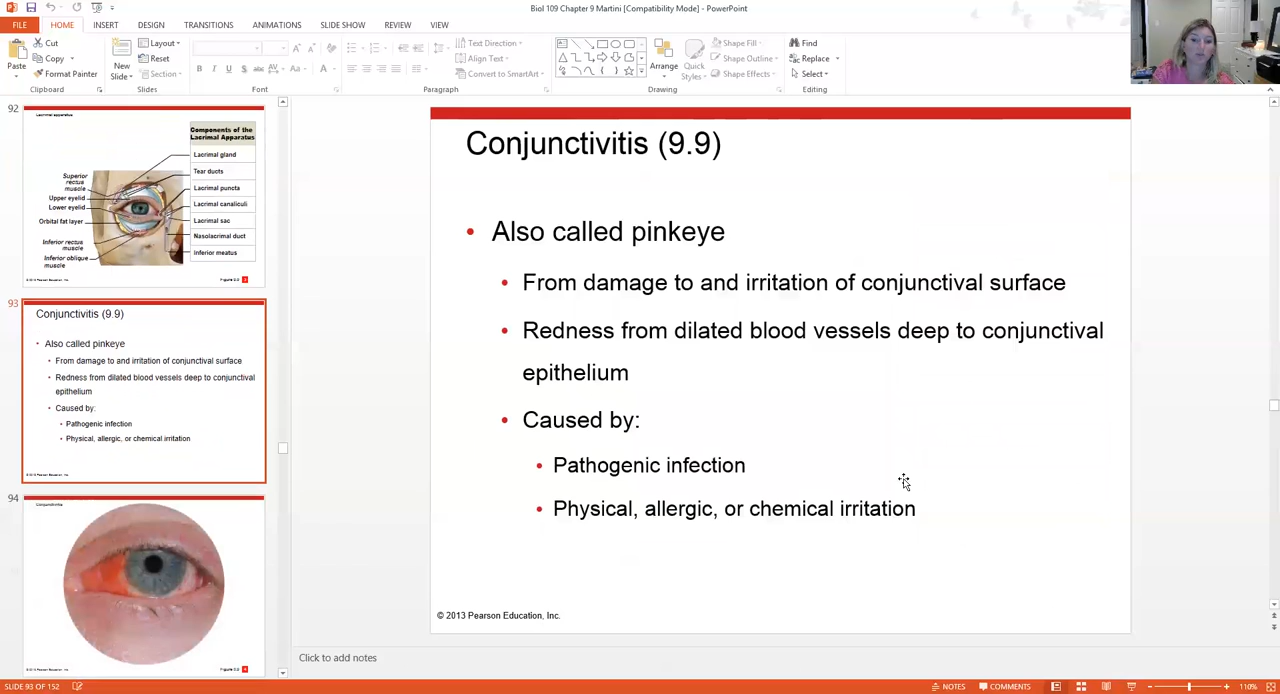 Biol 109 Chapter 9 Martini [Compatibility Mode] - PowerPoint
FILE HOME INSERT DESIGN TRANSITIONS ANIMATIONS SLIDE SHOW REVIEW VIEW
Paste
Cut
Copy
Format Painter
Clipboard
New
Slide
Layout
Reset
Section
Slides
B I U S abc AV Aa A
Font
Text Direction
Align Text
Convert to SmartArt
Paragraph
Arrange
Quick
Styles
Shape Fill
Shape Outline
Shape Effects
Drawing
Find
Replace
Select
Editing
92
Lacrimal apparatus
Components of the
Lacrimal Apparatus
Lacrimal gland
Tear ducts
Lacrimal puncta
Lacrimal canaliculi
Lacrimal sac
Nasolacrimal duct
Inferior meatus
Superior
rectus
muscle
Upper eyelid
Lower eyelid
Orbital fat layer
Inferior rectus
muscle
Inferior oblique
muscle
93
Conjunctivitis (9.9)
• Also called pinkeye
• From damage to and irritation of conjunctival surface
• Redness from dilated blood vessels deep to conjunctival
epithelium
• Caused by:
• Pathogenic infection
• Physical, allergic, or chemical irritation
94
Conjunctivitis
Conjunctivitis (9.9)
• Also called pinkeye
• From damage to and irritation of conjunctival surface
• Redness from dilated blood vessels deep to conjunctival
epithelium
• Caused by:
• Pathogenic infection
• Physical, allergic, or chemical irritation
© 2013 Pearson Education, Inc.
Click to add notes
SLIDE 93 OF 152
NOTES COMMENTS 110%